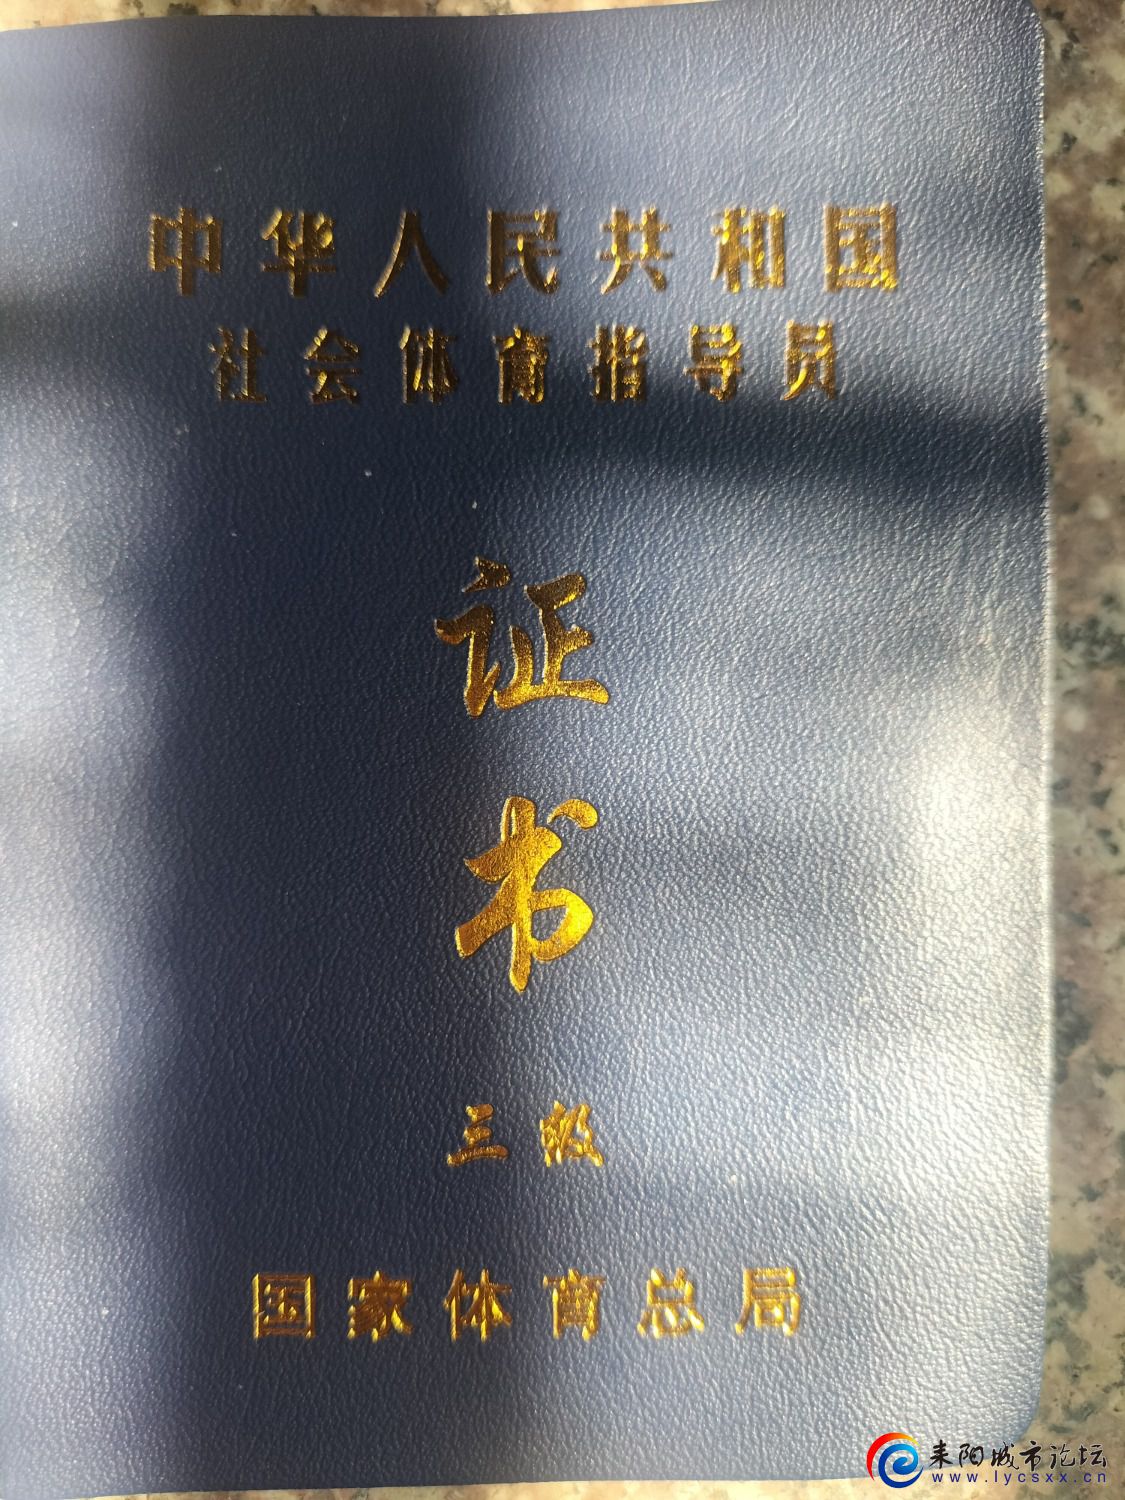 中华人民共和国
社会体育指导员
证
书
三级
国家体育总局
耒阳城市论坛
www.lycsxx.cn